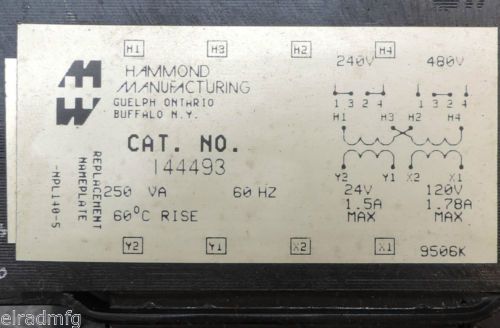 H1 H3 H2 H4
HAMMOND
MANUFACTURING
GUELPH ONTARIO
BUFFALO N.Y.
CAT. NO.
144493
250 VA 60 HZ
60°C RISE
REPLACEMENT
NAMEPLATE
-NPL140-5
240V 480V
1 3 2 4 1 3 2 4
H1 H3 H2 H4
Y2 Y1 X2 X1
24V 120V
1.5A 1.78A
MAX MAX
Y2 Y1 X2 X1
9506K
© elradmfg